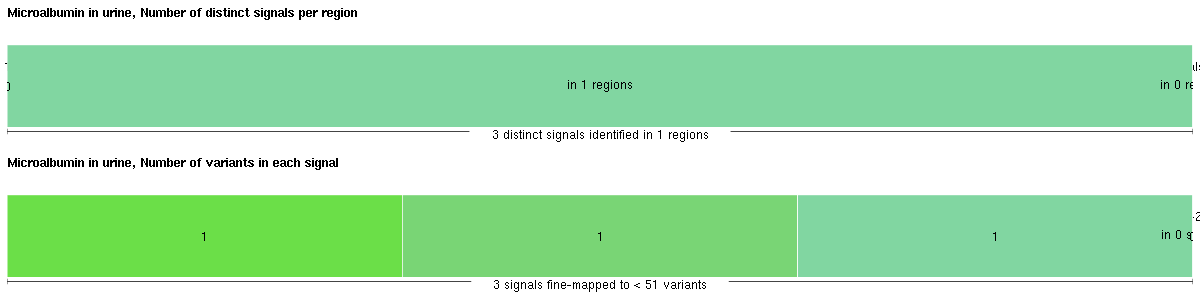 Microalbumin in urine, Number of distinct signals per region
in 1 regions
in 0 re
3 distinct signals identified in 1 regions
Microalbumin in urine, Number of variants in each signal
1 1 1 in 0 s
3 signals fine-mapped to < 51 variants